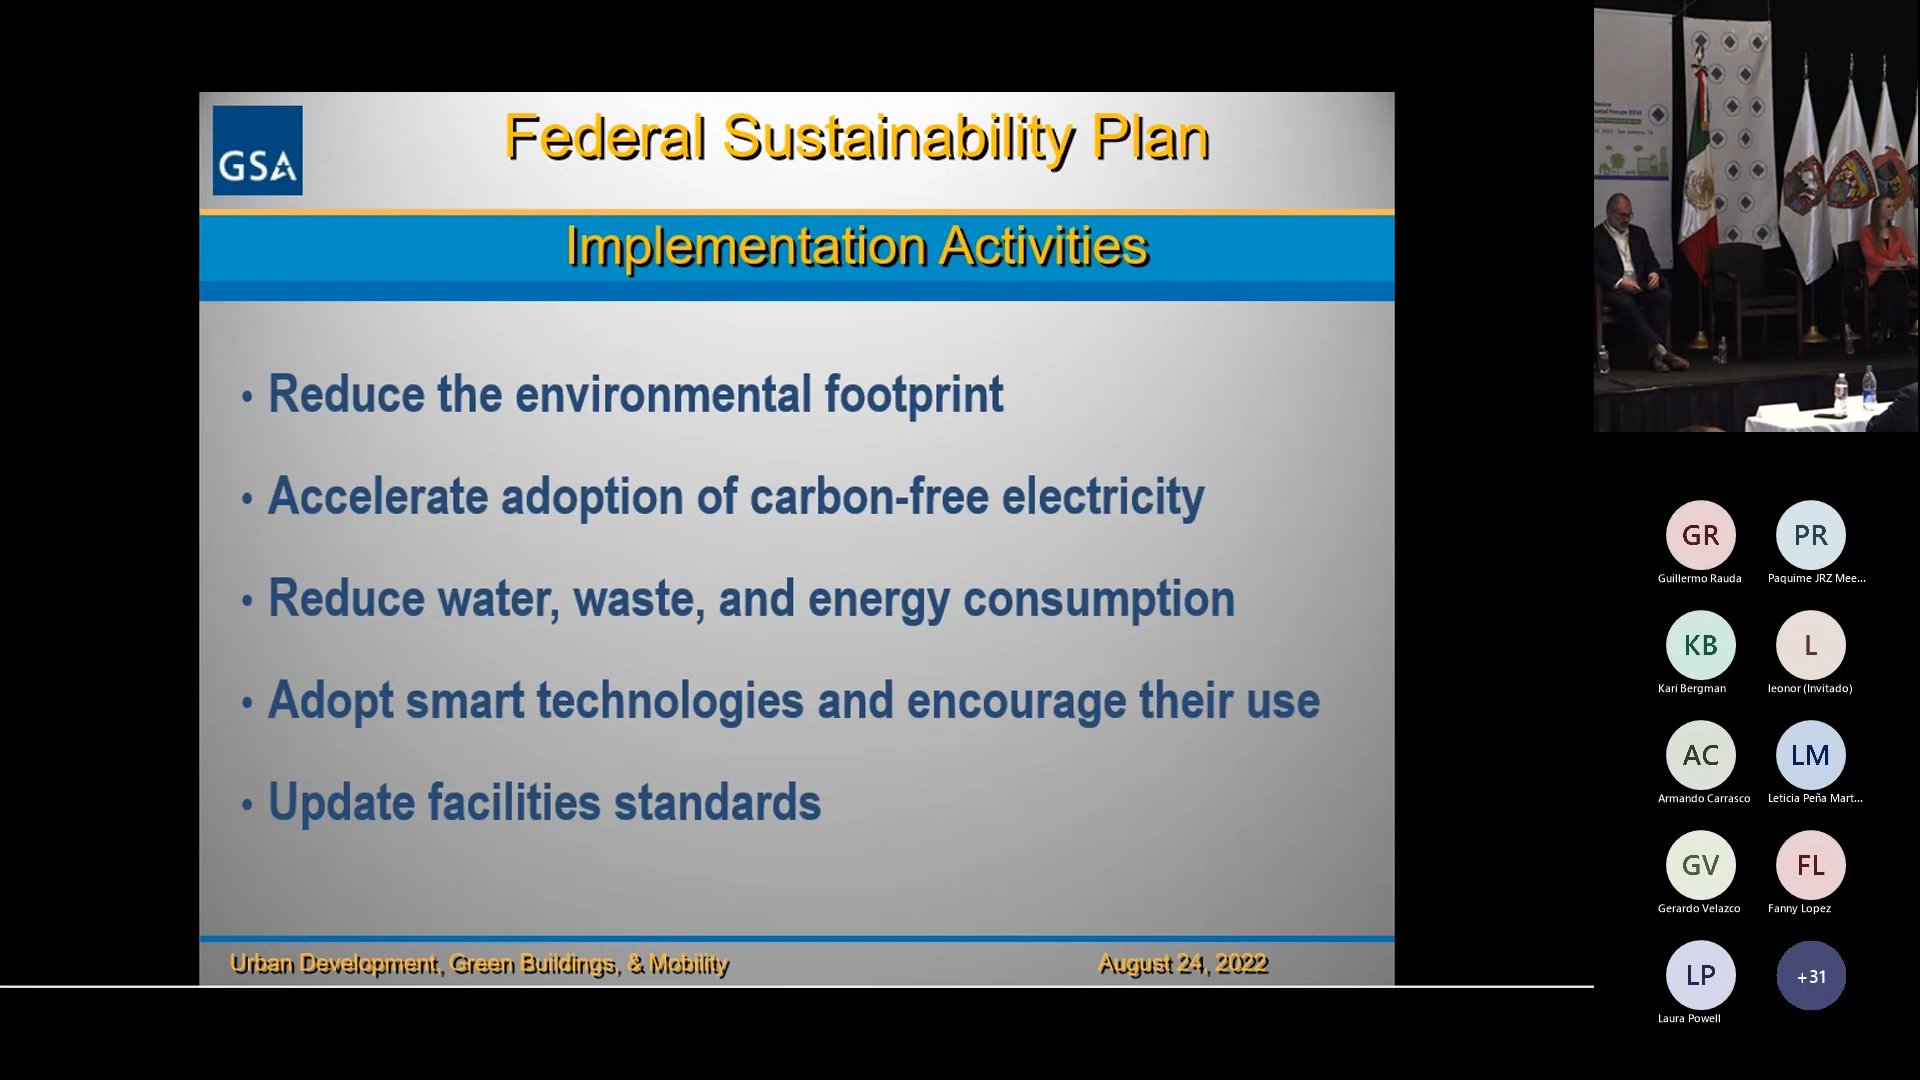 GSA
Federal Sustainability Plan
Implementation Activities
• Reduce the environmental footprint
• Accelerate adoption of carbon-free electricity
• Reduce water, waste, and energy consumption
• Adopt smart technologies and encourage their use
• Update facilities standards
Urban Development, Green Buildings, & Mobility
August 24, 2022
GR
PR
Guillermo Rauda
Paquime JRZ Mee...
KB
L
Kari Bergman
leonor (Invitado)
AC
LM
Armando Carrasco
Leticia Peña Mart...
GV
FL
Gerardo Velazco
Fanny Lopez
LP
+31
Laura Powell